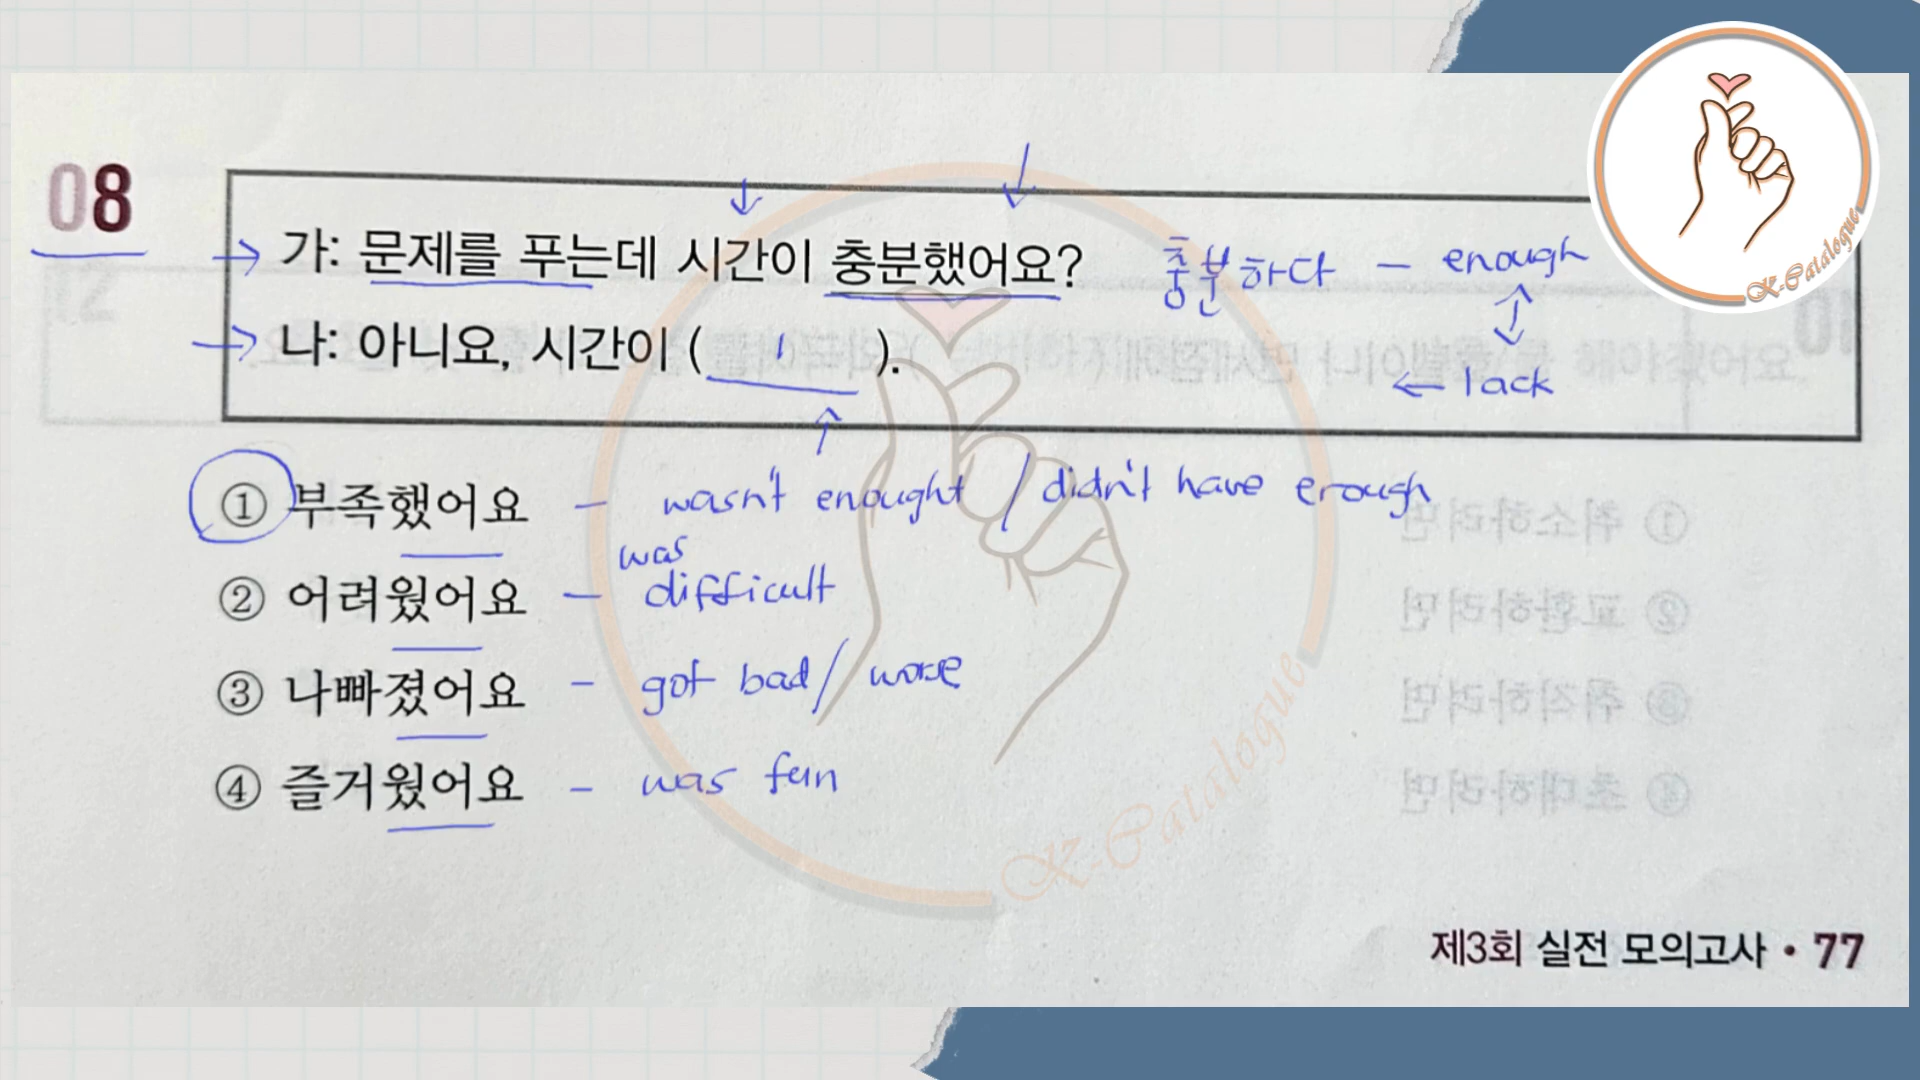 08
가: 문제를 푸는데 시간이 충분했어요? 충분하다 – enough
나: 아니요, 시간이 ( 1 ).
← lack
① 부족했어요 – wasn't enought / didn't have enough
was
② 어려웠어요 – difficult
③ 나빠졌어요 – got bad/ worse
④ 즐거웠어요 – was fun
제3회 실전 모의고사 • 77
K-Catalogue
K-Catalogue